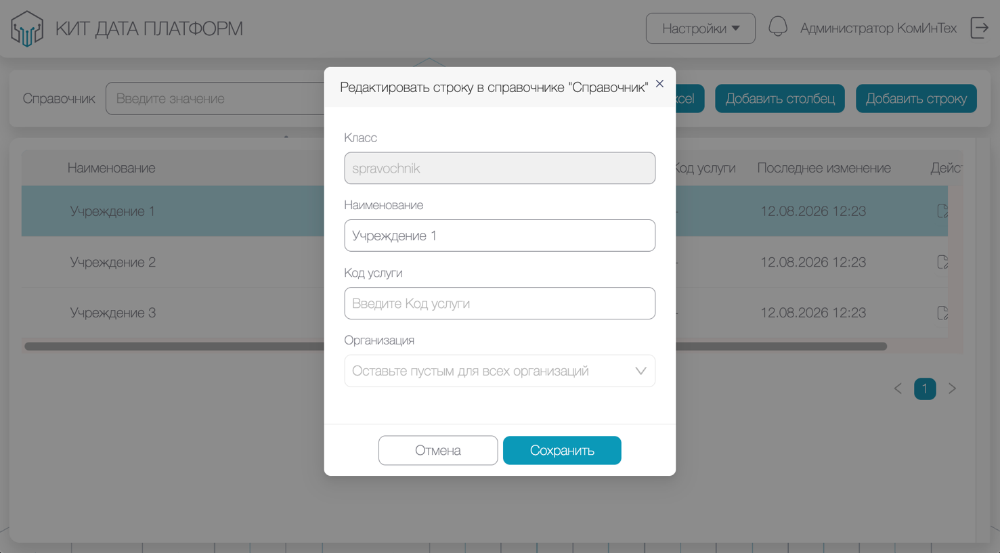 КИТ ДАТА ПЛАТФОРМ
Настройки
Администратор КомИнТех
Справочник
Введите значение
xcel
Добавить столбец
Добавить строку
Редактировать строку в справочнике "Справочник"
Класс
spravochnik
Наименование
Учреждение 1
Код услуги
Введите Код услуги
Организация
Оставьте пустым для всех организаций
Отмена
Сохранить
Наименование
Код услуги
Последнее изменение
Дейст
Учреждение 1
-
12.08.2026 12:23
Учреждение 2
-
12.08.2026 12:23
Учреждение 3
-
12.08.2026 12:23
1